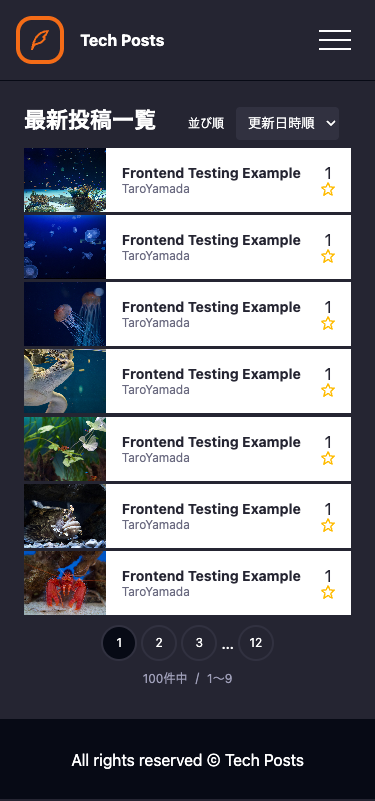 Tech Posts
最新投稿一覧 並び順 更新日時順
Frontend Testing Example 1
TaroYamada
Frontend Testing Example 1
TaroYamada
Frontend Testing Example 1
TaroYamada
Frontend Testing Example 1
TaroYamada
Frontend Testing Example 1
TaroYamada
Frontend Testing Example 1
TaroYamada
Frontend Testing Example 1
TaroYamada
1 2 3 ... 12
100件中 / 1〜9
All rights reserved © Tech Posts